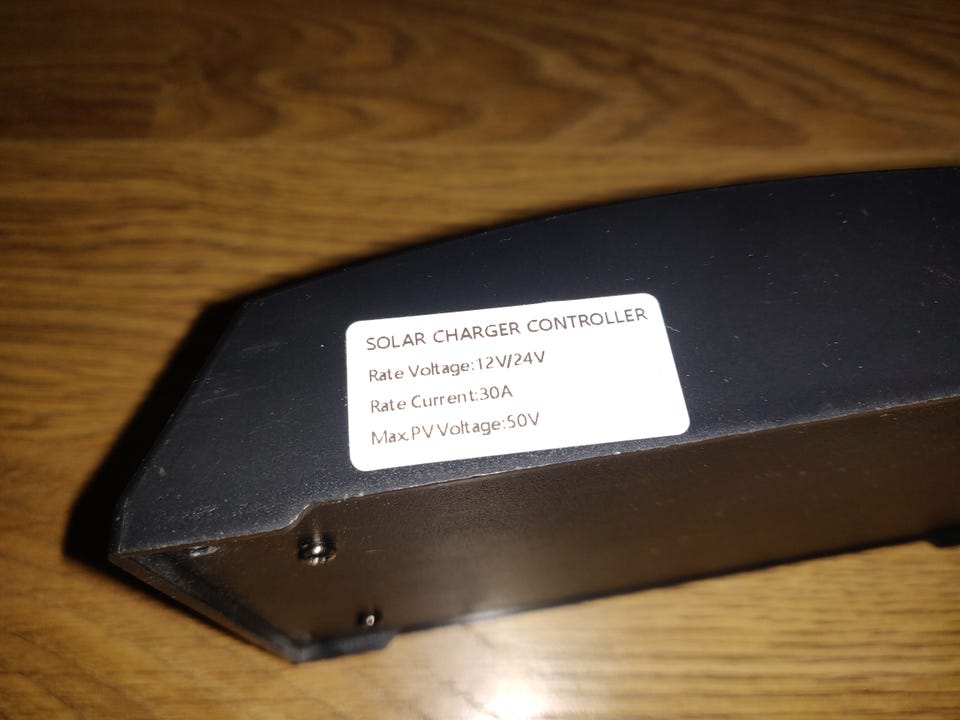 SOLAR CHARGER CONTROLLER
Rate Voltage:12V/24V
Rate Current:30A
Max.PV Voltage:50V